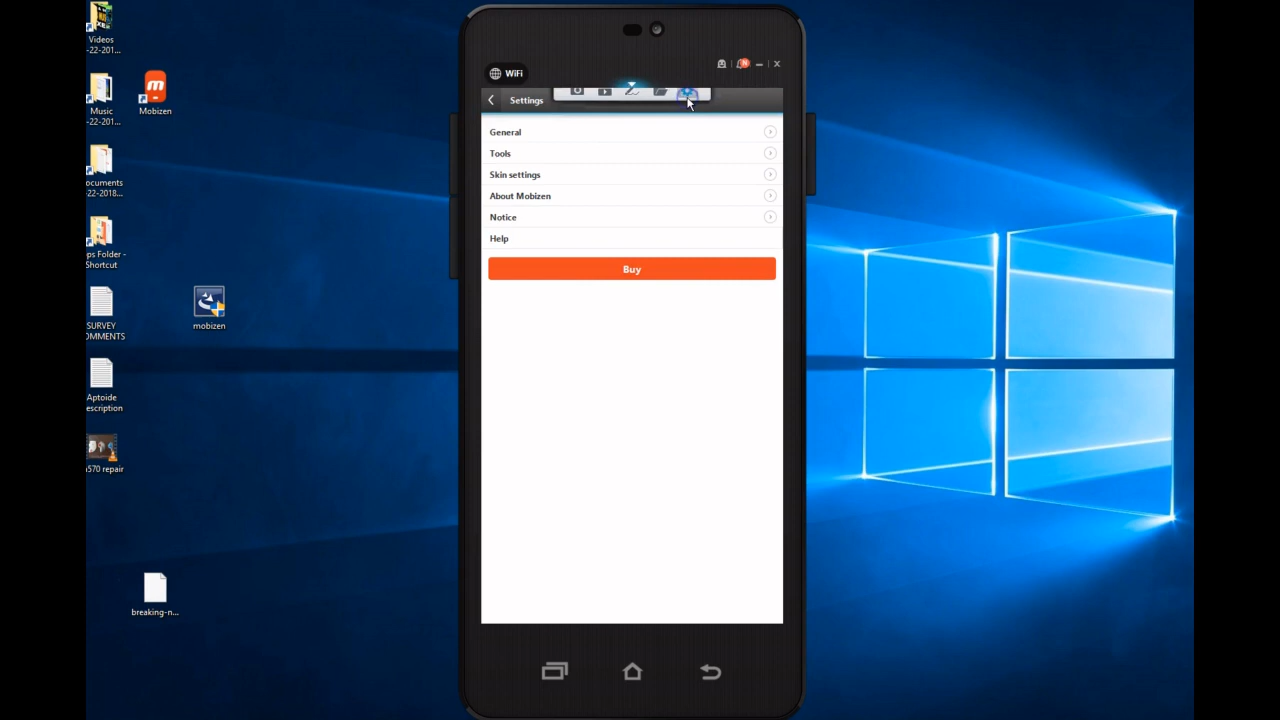 Videos
-22-201...
Mobizen
Music
-22-201...
ocuments
-22-2018...
ps Folder -
Shortcut
SURVEY
OMMENTS
mobizen
Aptoide
escription
570 repair
breaking-n...
WiFi
N
Settings
General
Tools
Skin settings
About Mobizen
Notice
Help
Buy